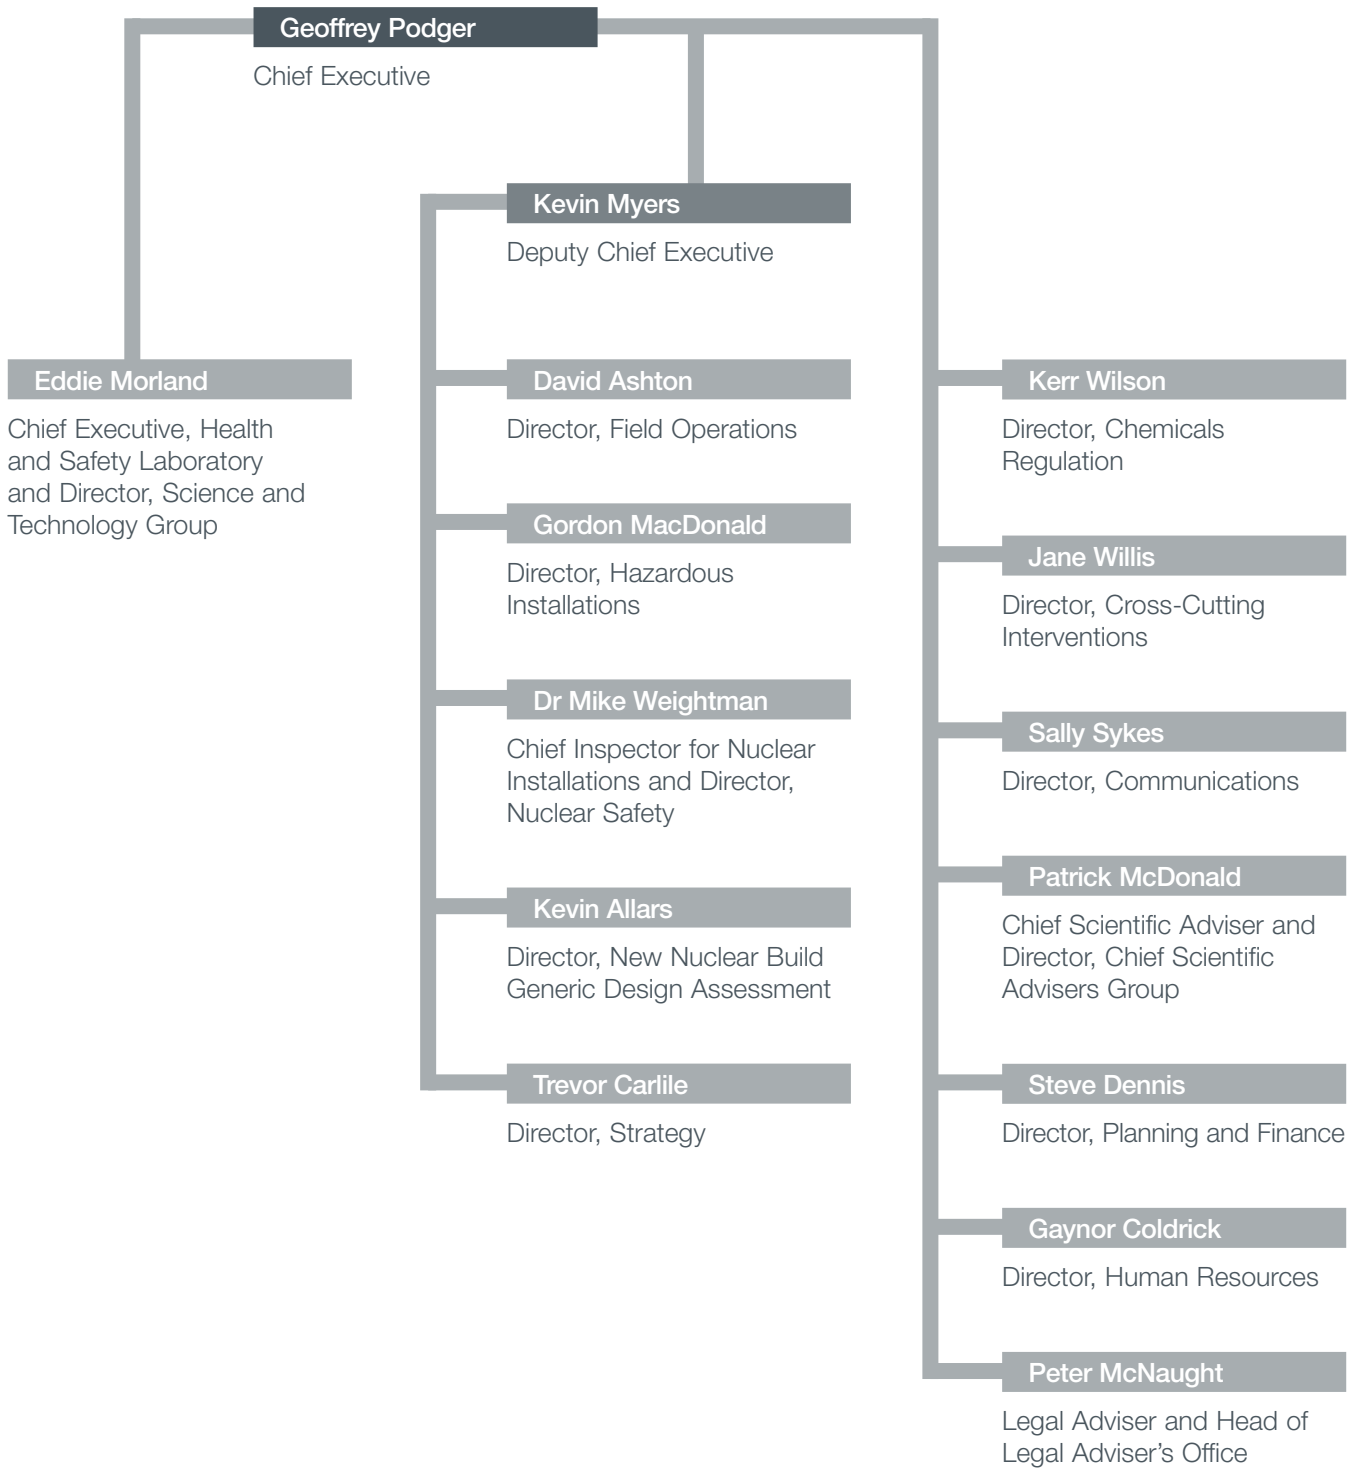 Geoffrey Podger
Chief Executive
Kevin Myers
Deputy Chief Executive
Eddie Morland
Chief Executive, Health
and Safety Laboratory
and Director, Science and
Technology Group
David Ashton
Director, Field Operations
Gordon MacDonald
Director, Hazardous
Installations
Dr Mike Weightman
Chief Inspector for Nuclear
Installations and Director,
Nuclear Safety
Kevin Allars
Director, New Nuclear Build
Generic Design Assessment
Trevor Carlile
Director, Strategy
Kerr Wilson
Director, Chemicals
Regulation
Jane Willis
Director, Cross-Cutting
Interventions
Sally Sykes
Director, Communications
Patrick McDonald
Chief Scientific Adviser and
Director, Chief Scientific
Advisers Group
Steve Dennis
Director, Planning and Finance
Gaynor Coldrick
Director, Human Resources
Peter McNaught
Legal Adviser and Head of
Legal Adviser’s Office